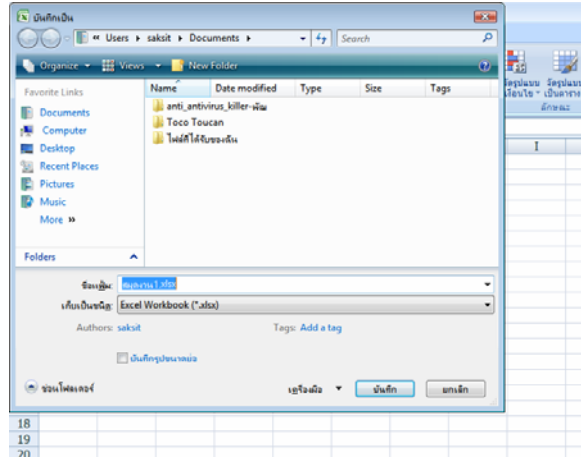 บันทึกเป็น
« Users ▸ saksit ▸ Documents ▸
Search
Organize Views New Folder
Favorite Links
Name Date modified Type Size Tags
Documents
Computer
Desktop
Recent Places
Pictures
Music
More »
anti_antivirus_killer-พัฒ
Toco Toucan
ไฟล์ที่ได้รับของฉัน
Folders
ชื่อแฟ้ม: สมุดงาน1.xlsx
เก็บเป็นชนิด: Excel Workbook (*.xlsx)
Authors: saksit Tags: Add a tag
บันทึกรูปขนาดย่อ
ซ่อนโฟลเดอร์ เครื่องมือ บันทึก ยกเลิก
ลักษณะ
I
18
19
20